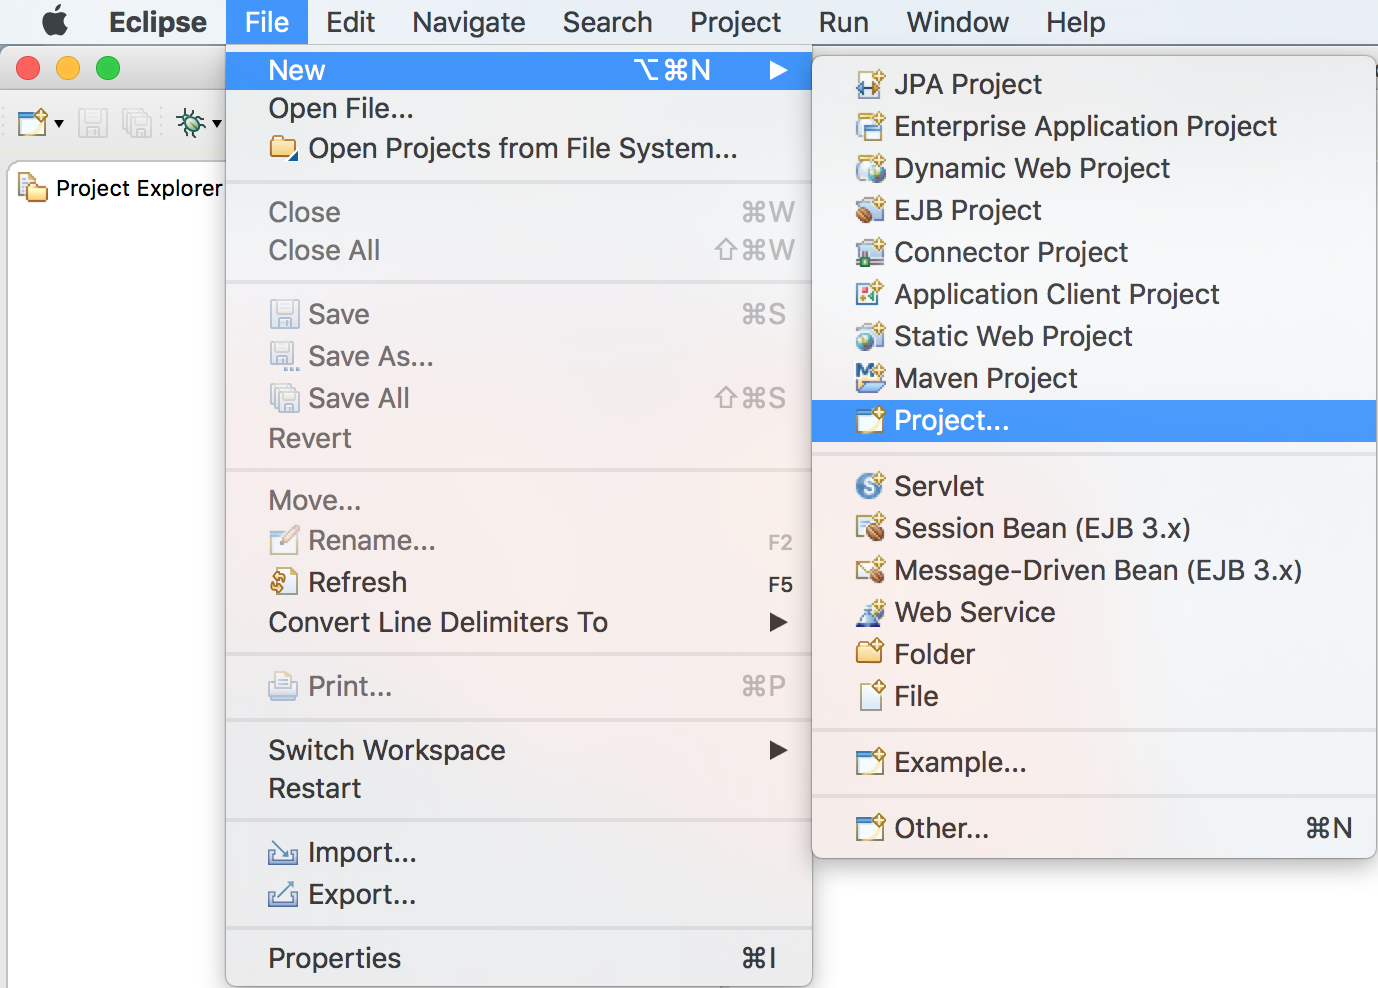 Eclipse File Edit Navigate Search Project Run Window Help
New ⌥⌘N
Open File...
Open Projects from File System...
Project Explorer
Close ⌘W
Close All ⇧⌘W
Save ⌘S
Save As...
Save All ⇧⌘S
Revert
Move...
Rename... F2
Refresh F5
Convert Line Delimiters To
Print... ⌘P
Switch Workspace
Restart
Import...
Export...
Properties ⌘I
JPA Project
Enterprise Application Project
Dynamic Web Project
EJB Project
Connector Project
Application Client Project
Static Web Project
Maven Project
Project...
Servlet
Session Bean (EJB 3.x)
Message-Driven Bean (EJB 3.x)
Web Service
Folder
File
Example...
Other... ⌘N